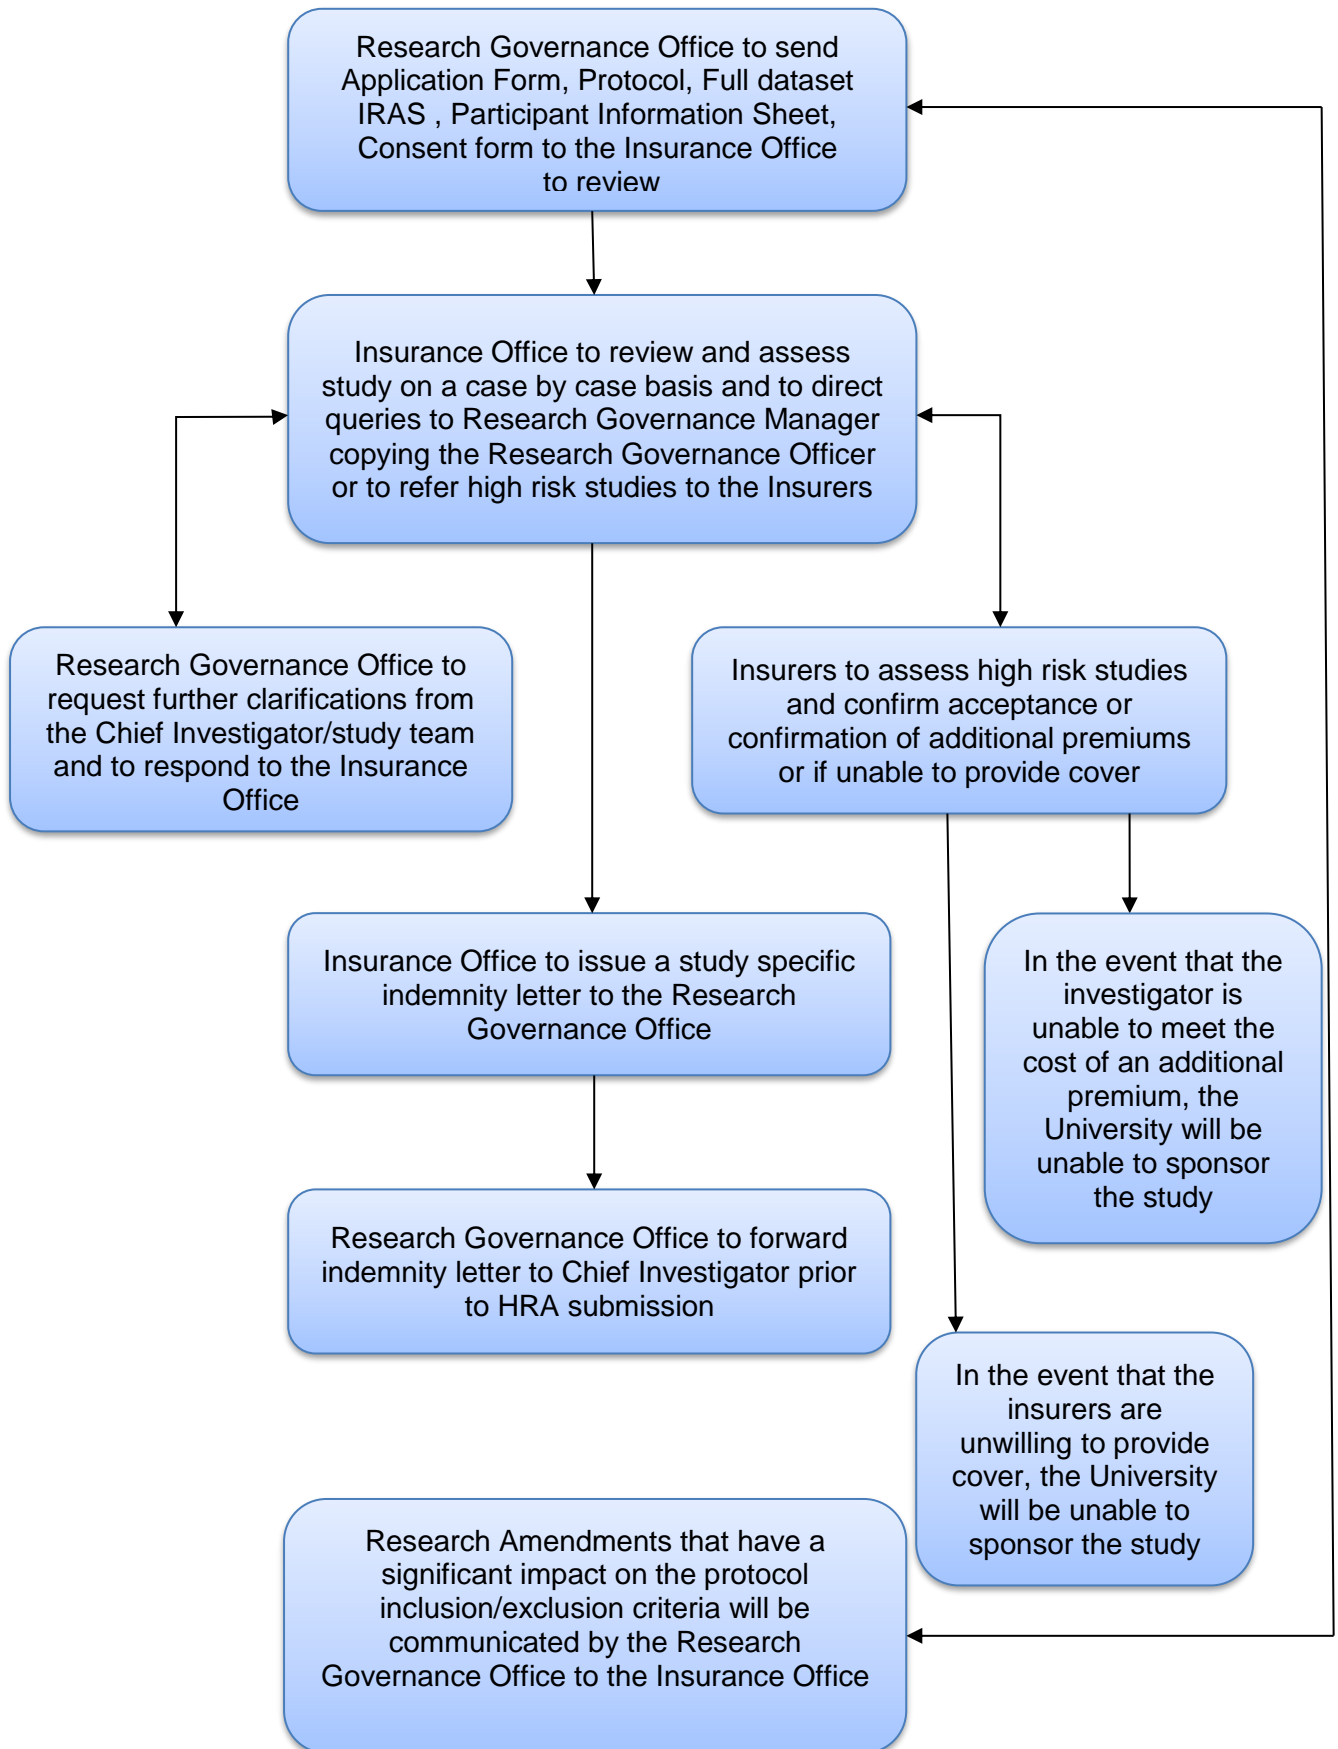 Research Governance Office to send
Application Form, Protocol, Full dataset
IRAS , Participant Information Sheet,
Consent form to the Insurance Office
to review
Insurance Office to review and assess
study on a case by case basis and to direct
queries to Research Governance Manager
copying the Research Governance Officer
or to refer high risk studies to the Insurers
Research Governance Office to
request further clarifications from
the Chief Investigator/study team
and to respond to the Insurance
Office
Insurers to assess high risk studies
and confirm acceptance or
confirmation of additional premiums
or if unable to provide cover
Insurance Office to issue a study specific
indemnity letter to the Research
Governance Office
In the event that the
investigator is
unable to meet the
cost of an additional
premium, the
University will be
unable to sponsor
the study
Research Governance Office to forward
indemnity letter to Chief Investigator prior
to HRA submission
In the event that the
insurers are
unwilling to provide
cover, the University
will be unable to
sponsor the study
Research Amendments that have a
significant impact on the protocol
inclusion/exclusion criteria will be
communicated by the Research
Governance Office to the Insurance Office